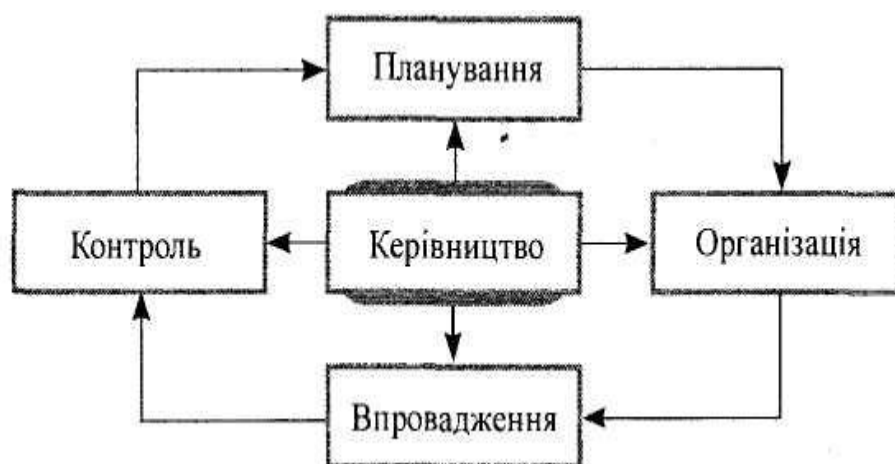 Планування
Контроль
Керівництво
Організація
Впровадження